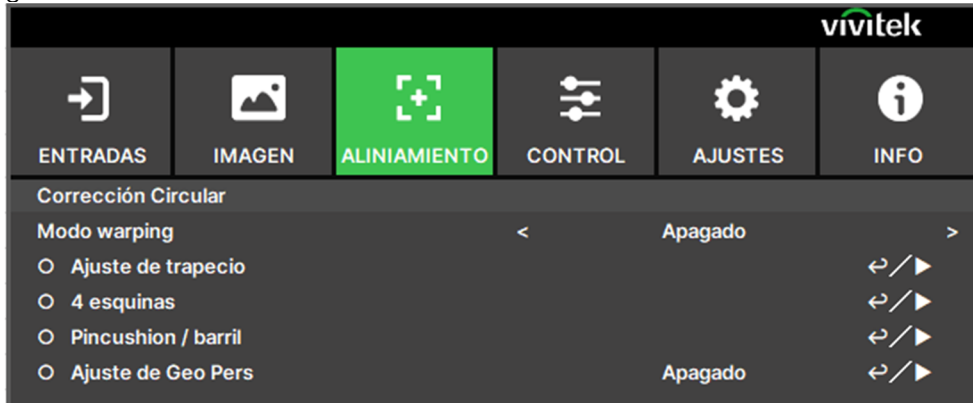 vivitek
ENTRADAS IMAGEN ALINIAMIENTO CONTROL AJUSTES INFO
Corrección Circular
Modo warping < Apagado >
Ajuste de trapecio
4 esquinas
Pincushion / barril
Ajuste de Geo Pers Apagado